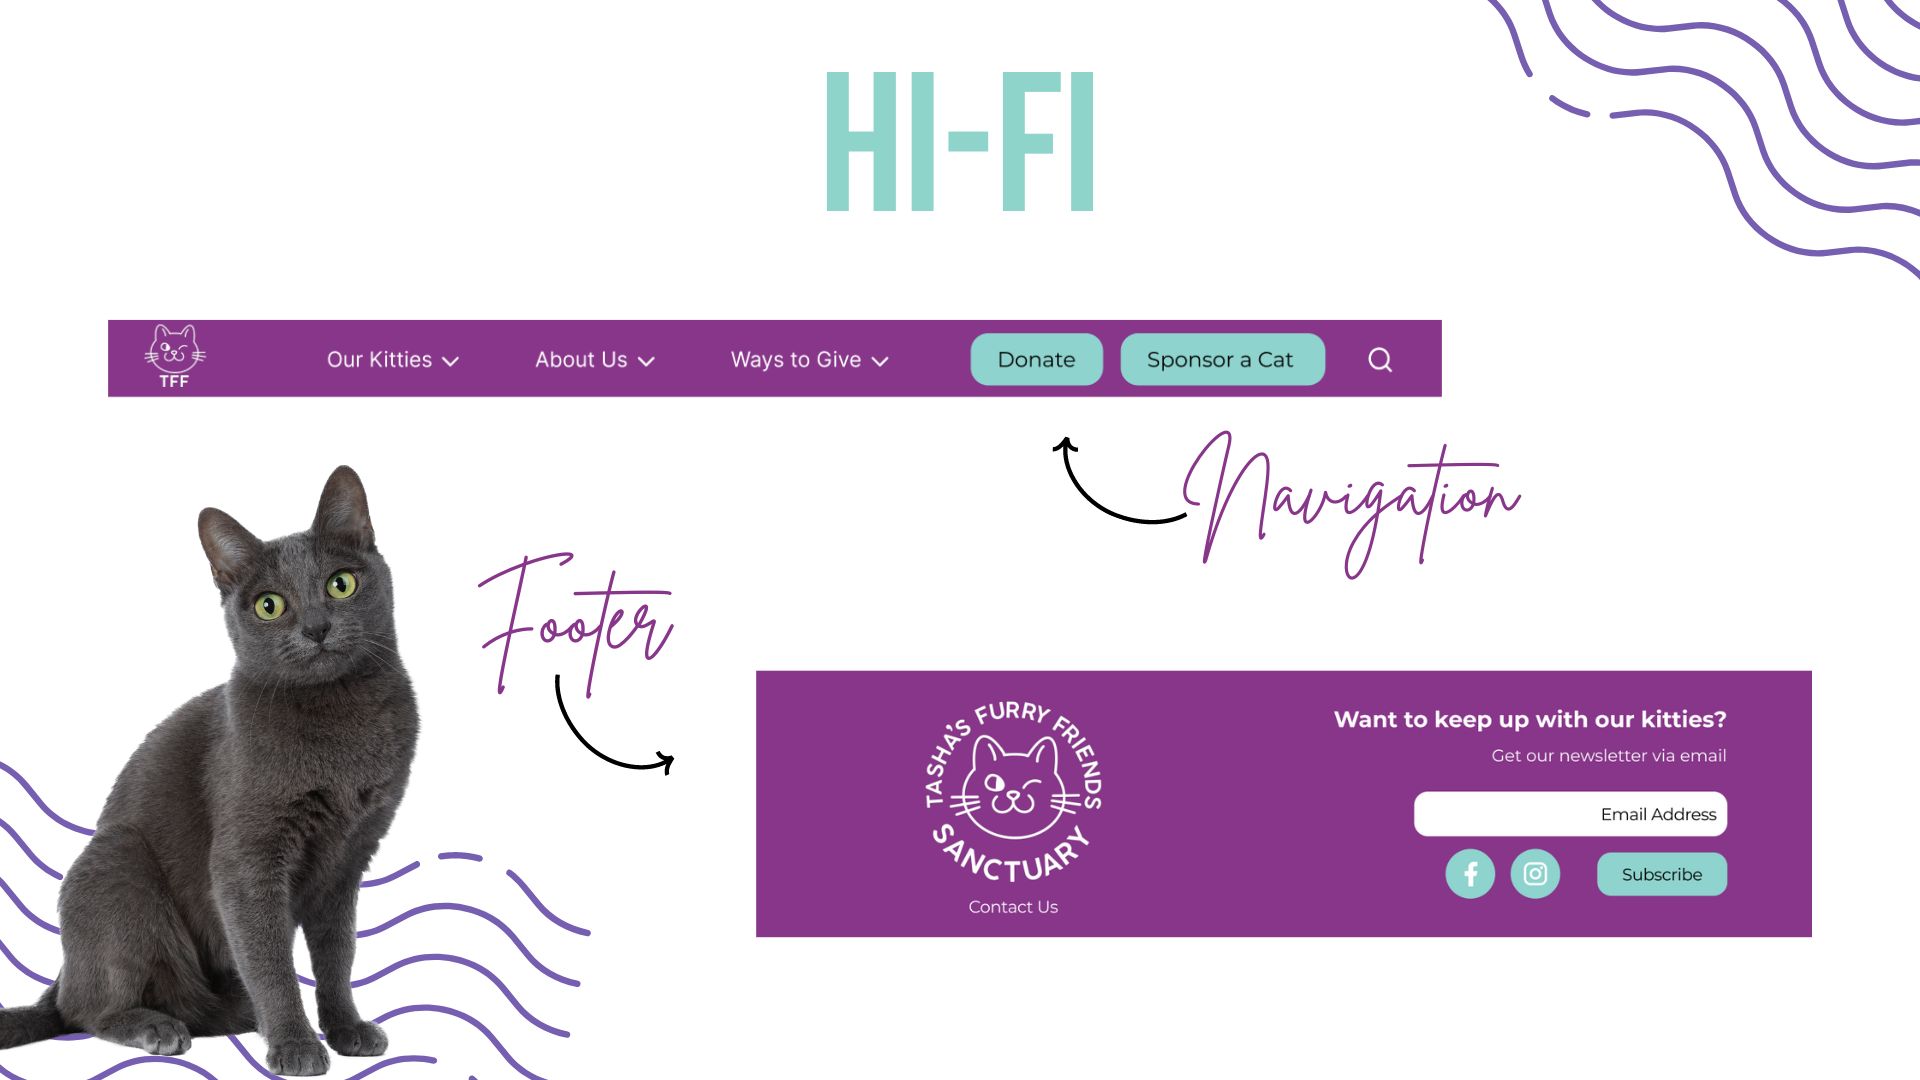 HI-FI
TFF
Our Kitties
About Us
Ways to Give
Donate
Sponsor a Cat
Navigation
Footer
TASHA'S FURRY FRIENDS
SANCTUARY
Contact Us
Want to keep up with our kitties?
Get our newsletter via email
Email Address
Subscribe